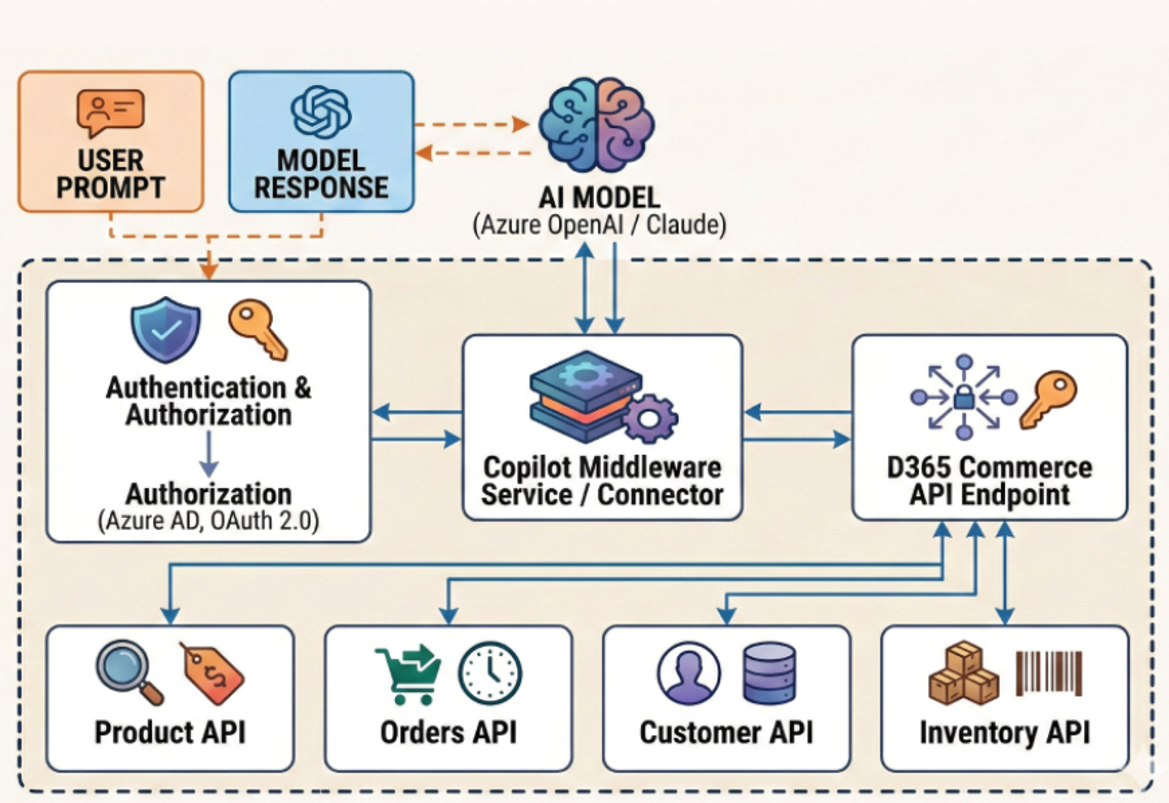 USER
PROMPT
MODEL
RESPONSE
AI MODEL
(Azure OpenAI / Claude)
Authentication &
Authorization
Authorization
(Azure AD, OAuth 2.0)
Copilot Middleware
Service / Connector
D365 Commerce
API Endpoint
Product API
Orders API
Customer API
Inventory API